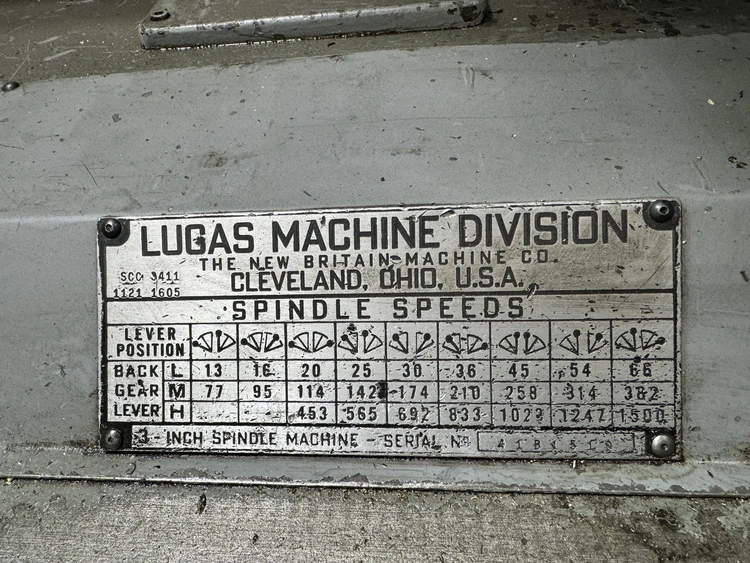 LUCAS MACHINE DIVISION
THE NEW BRITAIN MACHINE CO.
CLEVELAND, OHIO, U.S.A.
SCO 3411
1121 1605
SPINDLE SPEEDS
LEVER POSITION
BACK GEAR LEVER
L 13 16 20 25 30 36 45 54 66
M 77 95 114 142 174 210 258 314 382
H - - 453 565 692 833 1023 1247 1500
3-INCH SPINDLE MACHINE - SERIAL Nº